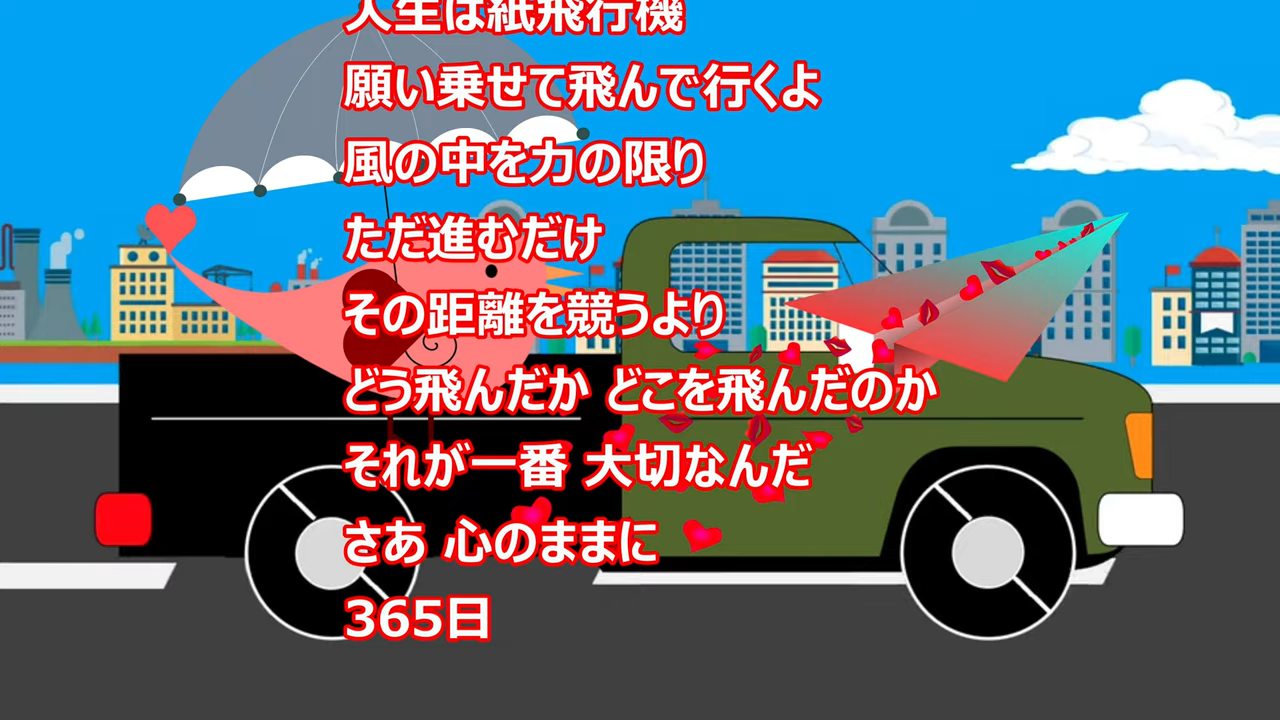 人生は紙飛行機
願い乗せて飛んで行くよ
風の中を力の限り
ただ進むだけ
その距離を競うより
どう飛んだか どこを飛んだのか
それが一番 大切なんだ
さあ 心のままに
365日